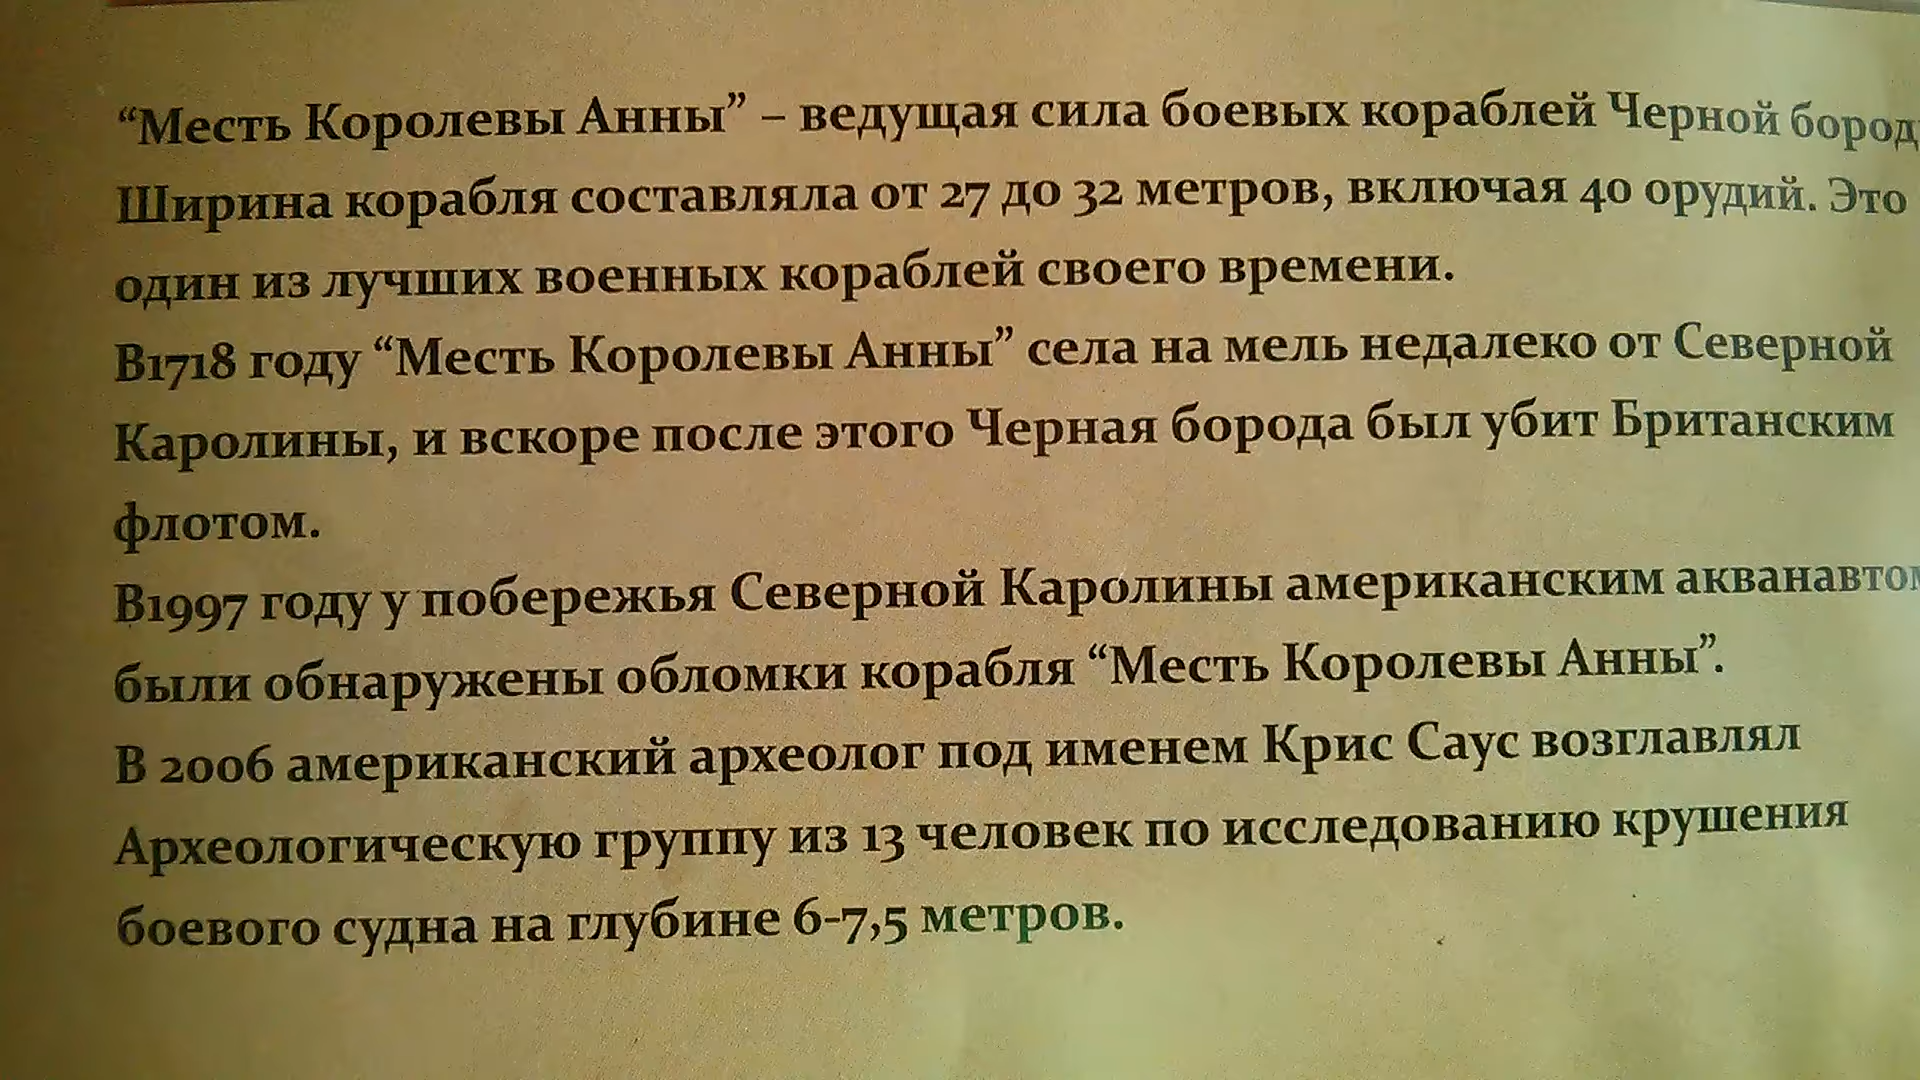 “Месть Королевы Анны” – ведущая сила боевых кораблей Черной бород
Ширина корабля составляла от 27 до 32 метров, включая 40 орудий. Это
один из лучших военных кораблей своего времени.
В1718 году “Месть Королевы Анны” села на мель недалеко от Северной
Каролины, и вскоре после этого Черная борода был убит Британским
флотом.
В1997 году у побережья Северной Каролины американским акванавтом
были обнаружены обломки корабля “Месть Королевы Анны”.
В 2006 американский археолог под именем Крис Саус возглавлял
Археологическую группу из 13 человек по исследованию крушения
боевого судна на глубине 6-7,5 метров.